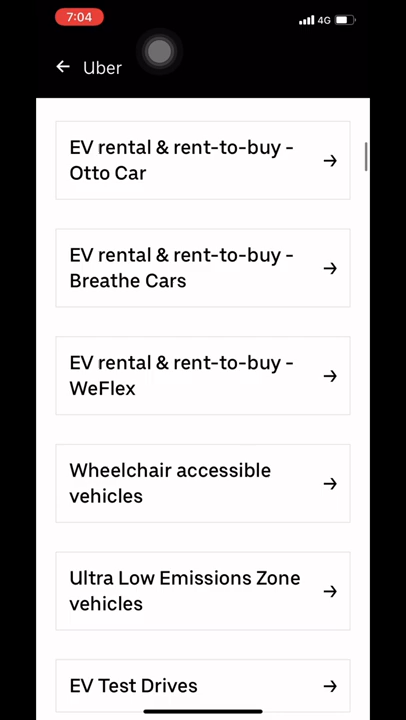 7:04
4G
Uber
EV rental & rent-to-buy -
Otto Car
EV rental & rent-to-buy -
Breathe Cars
EV rental & rent-to-buy -
WeFlex
Wheelchair accessible
vehicles
Ultra Low Emissions Zone
vehicles
EV Test Drives